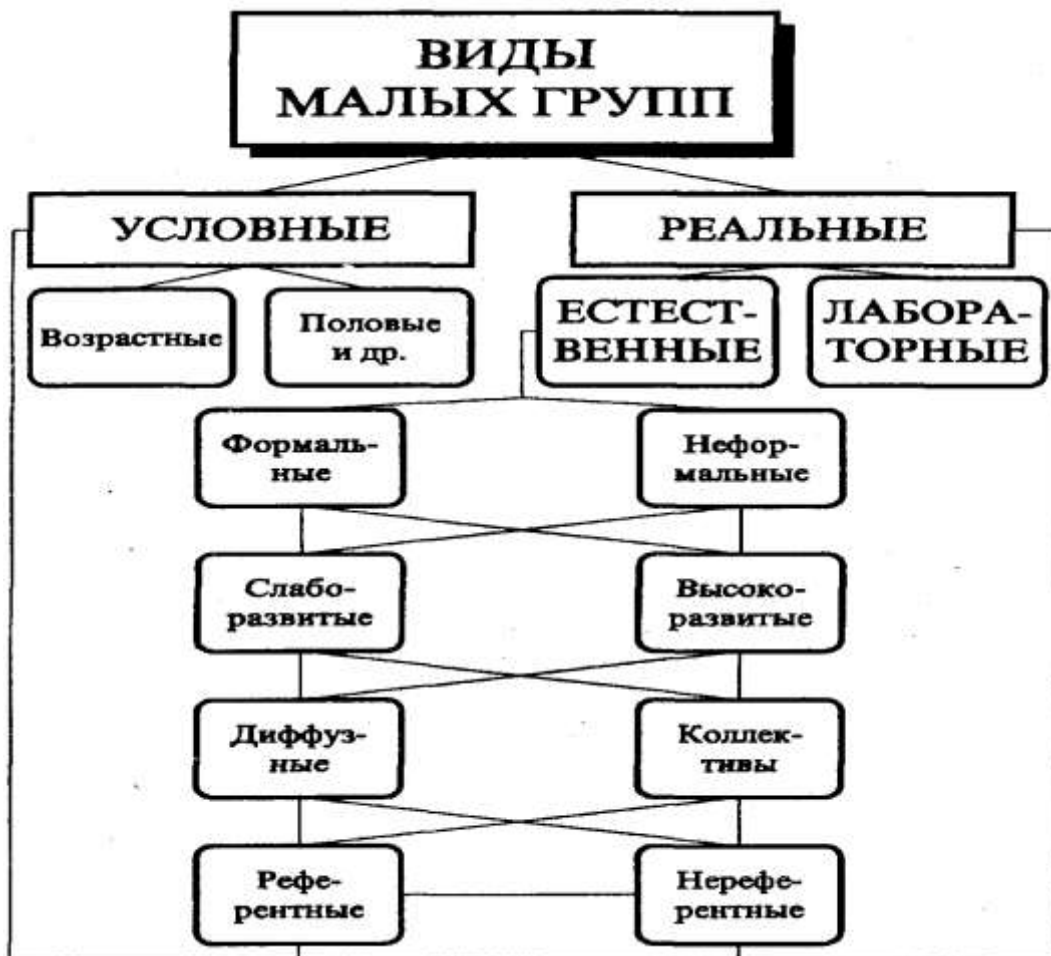 ВИДЫ
МАЛЫХ ГРУПП
УСЛОВНЫЕ
РЕАЛЬНЫЕ
Возрастные
Половые
и др.
ЕСТЕСТ-
ВЕННЫЕ
ЛАБОРА-
ТОРНЫЕ
Формаль-
ные
Нефор-
мальные
Слабо-
развитые
Высоко-
развитые
Диффуз-
ные
Коллек-
тивы
Рефе-
рентные
Нерефе-
рентные